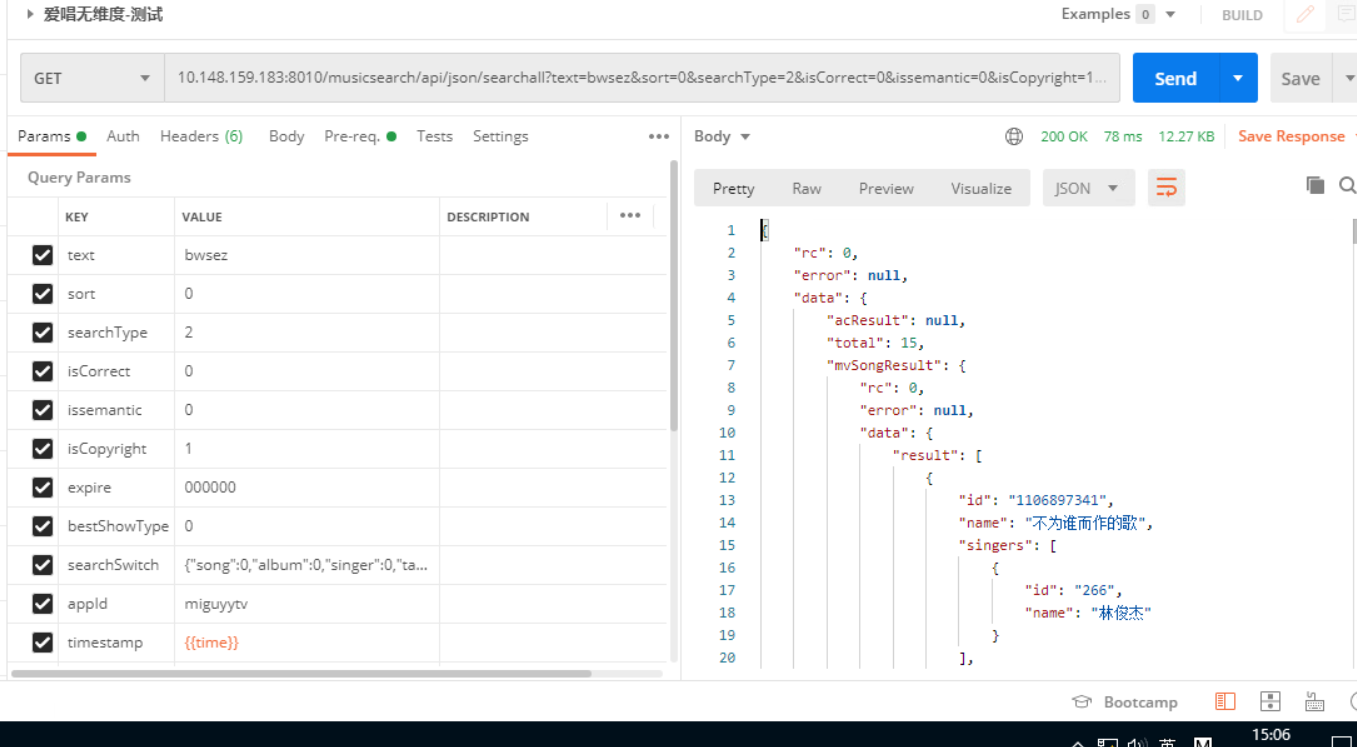 爱唱无维度-测试
Examples 0
BUILD
GET
10.148.159.183:8010/musicsearch/api/json/searchall?text=bwsez&sort=0&searchType=2&isCorrect=0&issemantic=0&isCopyright=1...
Send
Save
Params
Auth
Headers (6)
Body
Pre-req.
Tests
Settings
Query Params
KEY VALUE DESCRIPTION
text bwsez
sort 0
searchType 2
isCorrect 0
issemantic 0
isCopyright 1
expire 000000
bestShowType 0
searchSwitch {"song":0,"album":0,"singer":0,"ta...
appId miguyytv
timestamp {{time}}
Body
200 OK 78 ms 12.27 KB Save Response
Pretty Raw Preview Visualize JSON
1 {
2 "rc": 0,
3 "error": null,
4 "data": {
5 "acResult": null,
6 "total": 15,
7 "mvSongResult": {
8 "rc": 0,
9 "error": null,
10 "data": {
11 "result": [
12 {
13 "id": "1106897341",
14 "name": "不为谁而作的歌",
15 "singers": [
16 {
17 "id": "266",
18 "name": "林俊杰"
19 }
20 ],
Bootcamp
英
M
15:06